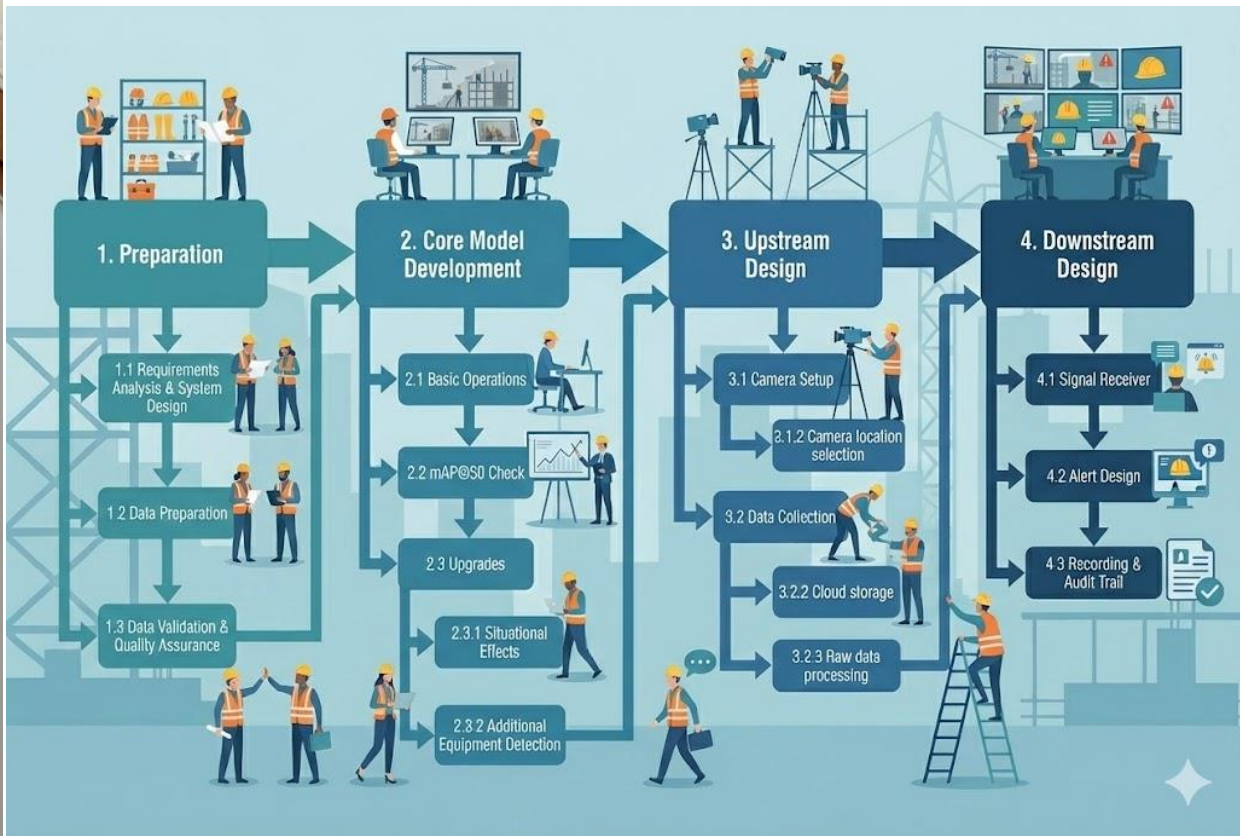 1. Preparation
2. Core Model
Development
3. Upstream
Design
4. Downstream
Design
1.1 Requirements
Analysis & System
Design
1 2 Data Preparation
1.3 Data Validation &
Quality Assurance
2.1 Basic Operations
2.2 mAP@S0 Check
2 3 Upgrades
2.3.1 Situational
Effects
2.3 2 Additional
Equipment Detection
3.1 Camera Setup
3.1.2 Camera location
selection
3.2 Data Collection
3.2.2 Cloud storage
3.2.3 Raw data
processing
4.1 Signal Receiver
4.2 Alert Design
4 3 Recording &
Audit Trail